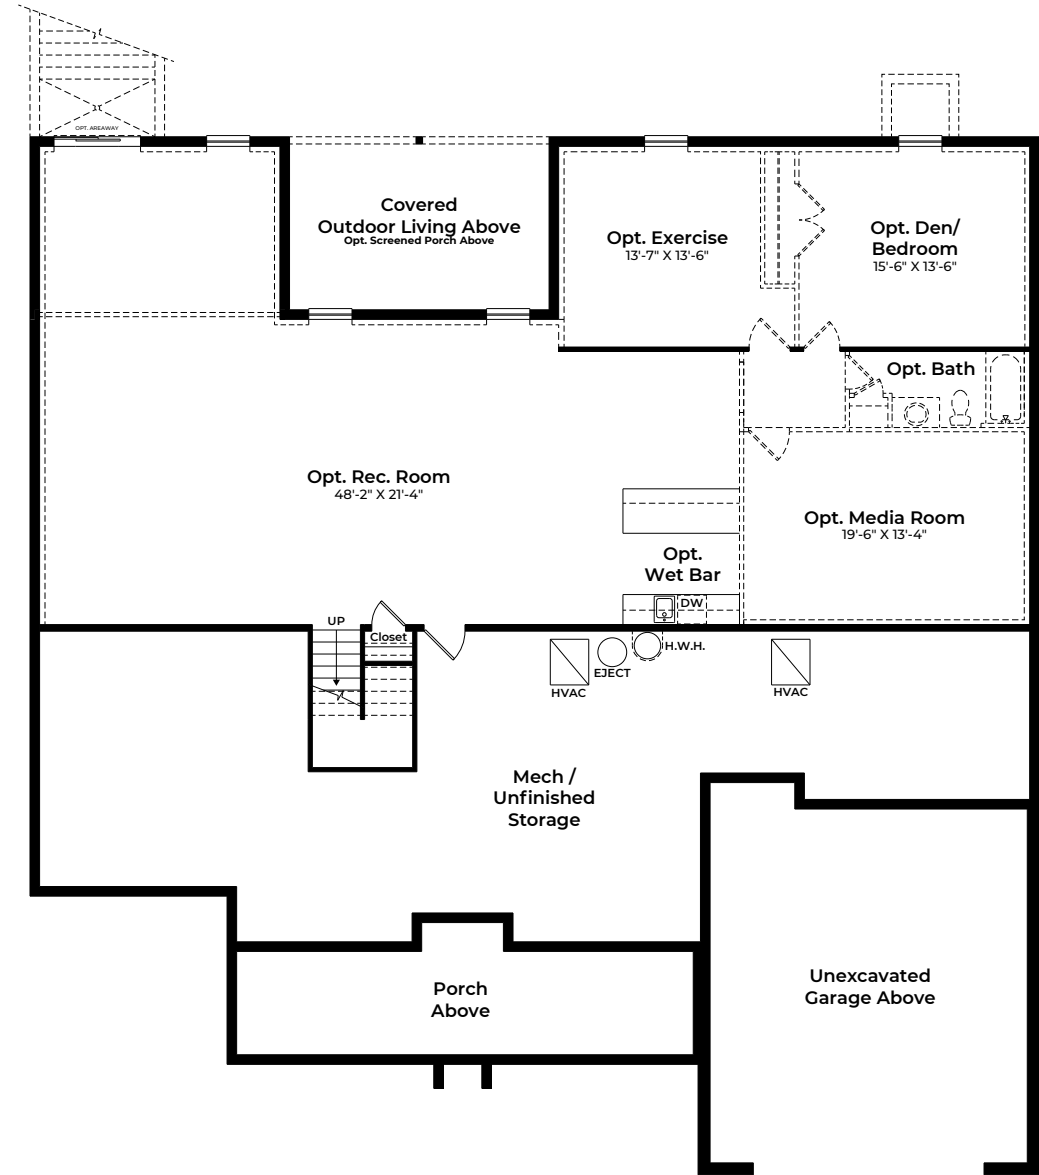 OPT. AREAWAY
Covered
Outdoor Living Above
Opt. Screened Porch Above
Opt. Exercise
13'-7" X 13'-6"
Opt. Den/
Bedroom
15'-6" X 13'-6"
Opt. Bath
Opt. Rec. Room
48'-2" X 21'-4"
Opt. Media Room
19'-6" X 13'-4"
Opt.
Wet Bar
DW
UP
Closet
H.W.H.
EJECT
HVAC
HVAC
Mech /
Unfinished
Storage
Porch
Above
Unexcavated
Garage Above